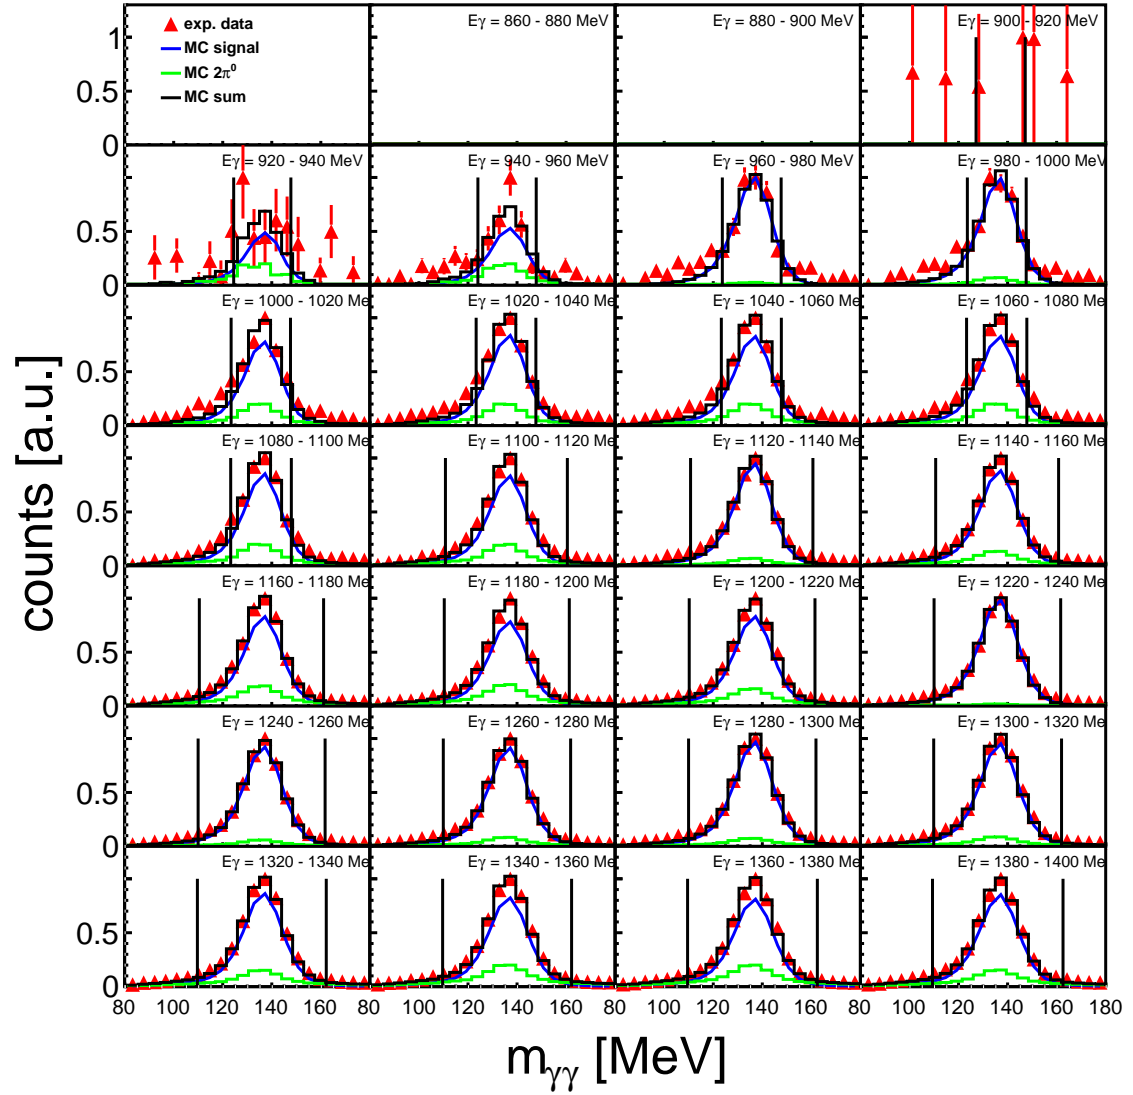 exp. data
MC signal
MC 2π⁰
MC sum
Eγ = 860 - 880 MeV
Eγ = 880 - 900 MeV
Eγ = 900 - 920 MeV
1
0.5
0
Eγ = 920 - 940 MeV
Eγ = 940 - 960 MeV
Eγ = 960 - 980 MeV
Eγ = 980 - 1000 MeV
0.5
0
Eγ = 1000 - 1020 Me
Eγ = 1020 - 1040 Me
Eγ = 1040 - 1060 Me
Eγ = 1060 - 1080 Me
0.5
0
Eγ = 1080 - 1100 Me
Eγ = 1100 - 1120 Me
Eγ = 1120 - 1140 Me
Eγ = 1140 - 1160 Me
0.5
0
Eγ = 1160 - 1180 Me
Eγ = 1180 - 1200 Me
Eγ = 1200 - 1220 Me
Eγ = 1220 - 1240 Me
0.5
0
Eγ = 1240 - 1260 Me
Eγ = 1260 - 1280 Me
Eγ = 1280 - 1300 Me
Eγ = 1300 - 1320 Me
0.5
0
Eγ = 1320 - 1340 Me
Eγ = 1340 - 1360 Me
Eγ = 1360 - 1380 Me
Eγ = 1380 - 1400 Me
0.5
0
80 100 120 140 160 80 100 120 140 160 80 100 120 140 160 80 100 120 140 160 180
counts [a.u.]
mγγ [MeV]